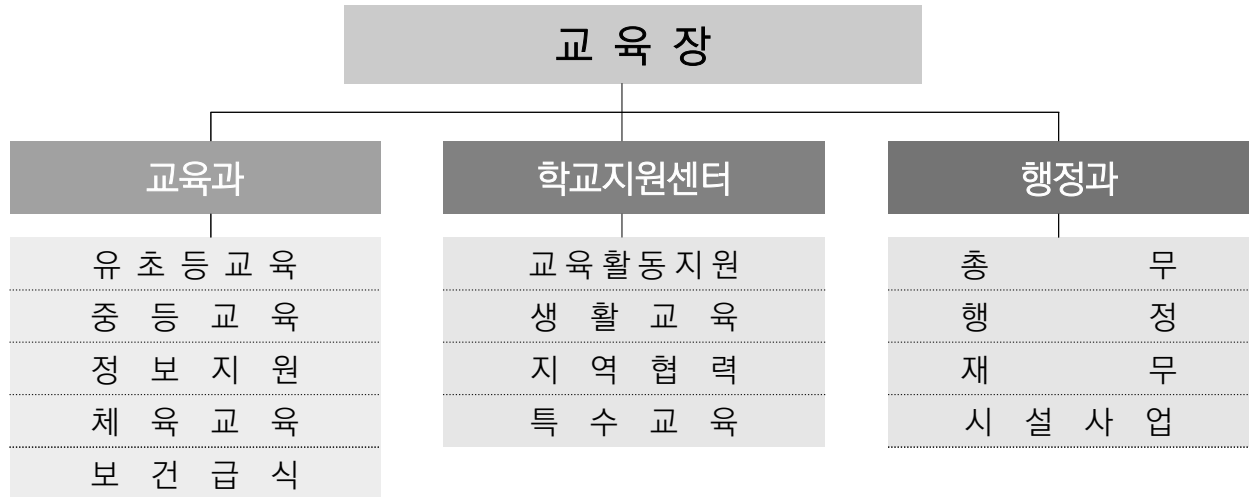 교 육 장
교육과
유 초 등 교 육
중 등 교 육
정 보 지 원
체 육 교 육
보 건 급 식
학교지원센터
교 육 활 동 지 원
생 활 교 육
지 역 협 력
특 수 교 육
행정과
총 무
행 정
재 무
시 설 사 업